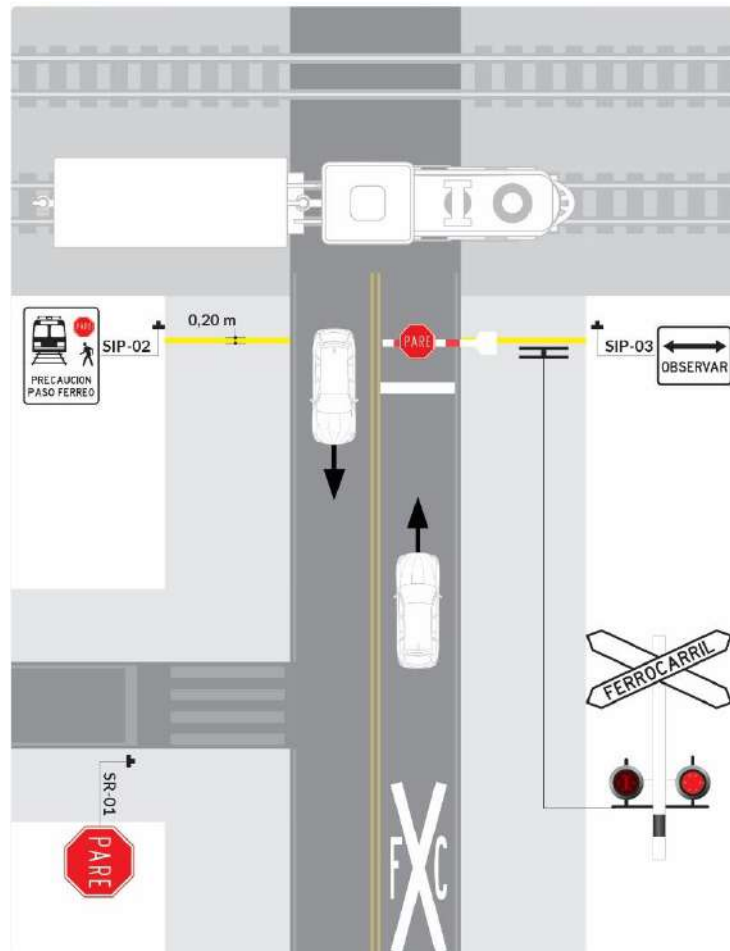 PARE
PRECAUCION
PASO FERREO
SIP-02
0,20 m
PARE
SIP-03
OBSERVAR
FERROCARRIL
SR-01
PARE
F C